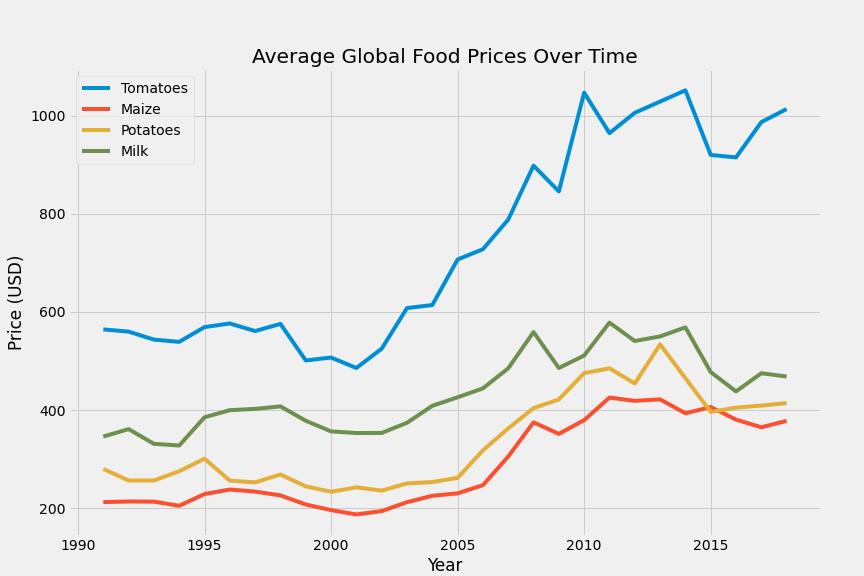 Average Global Food Prices Over Time
Tomatoes
Maize
Potatoes
Milk
1000
800
600
400
200
Price (USD)
1990 1995 2000 2005 2010 2015
Year